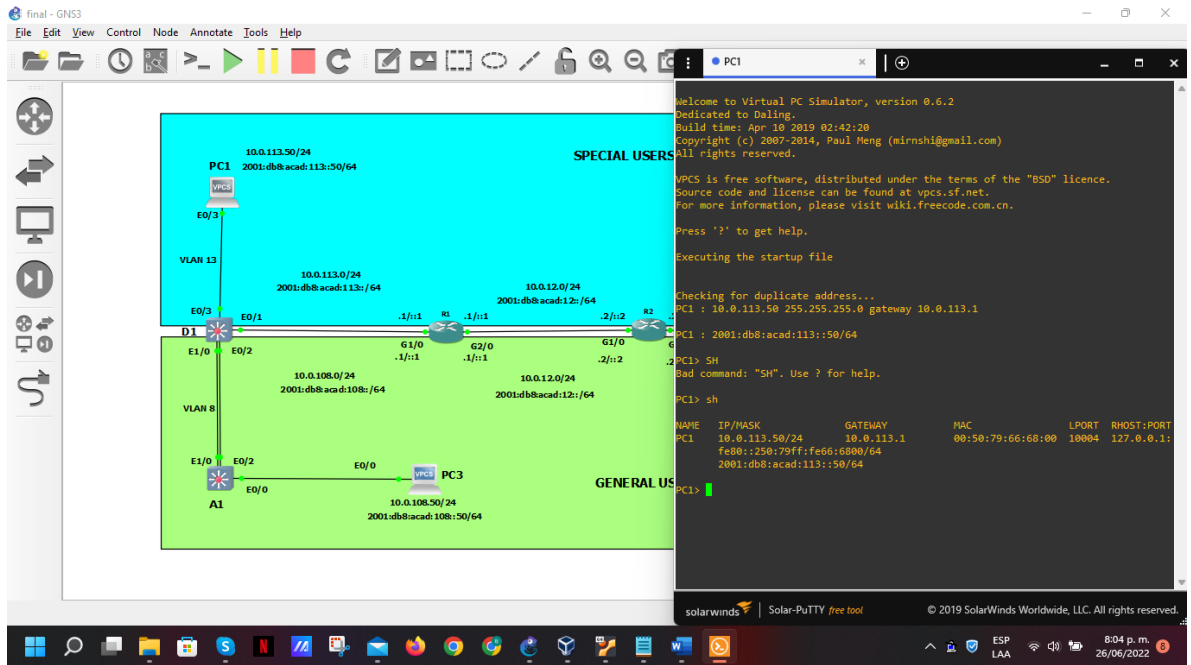 final - GNS3
File Edit View Control Node Annotate Tools Help
10.0.113.50/24
PC1 2001:db8:acad:113::50/64
VPCS
E0/3
SPECIAL USERS
VLAN 13
10.0.113.0/24
2001:db8:acad:113::/64
10.0.12.0/24
2001:db8:acad:12::/64
E0/3
E0/1
.1/::1 R1 .1/::1
.2/::2 R2
D1
E1/0 E0/2
G1/0 G2/0
.1/::1 .1/::1
G1/0
.2/::2
10.0.108.0/24
2001:db8:acad:108::/64
10.0.12.0/24
2001:db8:acad:12::/64
VLAN 8
E1/0 E0/2
E0/0
VPCS PC3
E0/0
A1
10.0.108.50/24
2001:db8:acad:108::50/64
GENERAL US
PC1
Welcome to Virtual PC Simulator, version 0.6.2
Dedicated to Daling.
Build time: Apr 10 2019 02:42:20
Copyright (c) 2007-2014, Paul Meng (mirnshi@gmail.com)
All rights reserved.
VPCS is free software, distributed under the terms of the "BSD" licence.
Source code and license can be found at vpcs.sf.net.
For more information, please visit wiki.freecode.com.cn.
Press '?' to get help.
Executing the startup file
Checking for duplicate address...
PC1 : 10.0.113.50 255.255.255.0 gateway 10.0.113.1
PC1 : 2001:db8:acad:113::50/64
PC1> SH
Bad command: "SH". Use ? for help.
PC1> sh
NAME IP/MASK GATEWAY MAC LPORT RHOST:PORT
PC1 10.0.113.50/24 10.0.113.1 00:50:79:66:68:00 10004 127.0.0.1:
fe80::250:79ff:fe66:6800/64
2001:db8:acad:113::50/64
PC1>
solarwinds Solar-PuTTY free tool © 2019 SolarWinds Worldwide, LLC. All rights reserved.
ESP
LAA
8:04 p. m.
26/06/2022
8